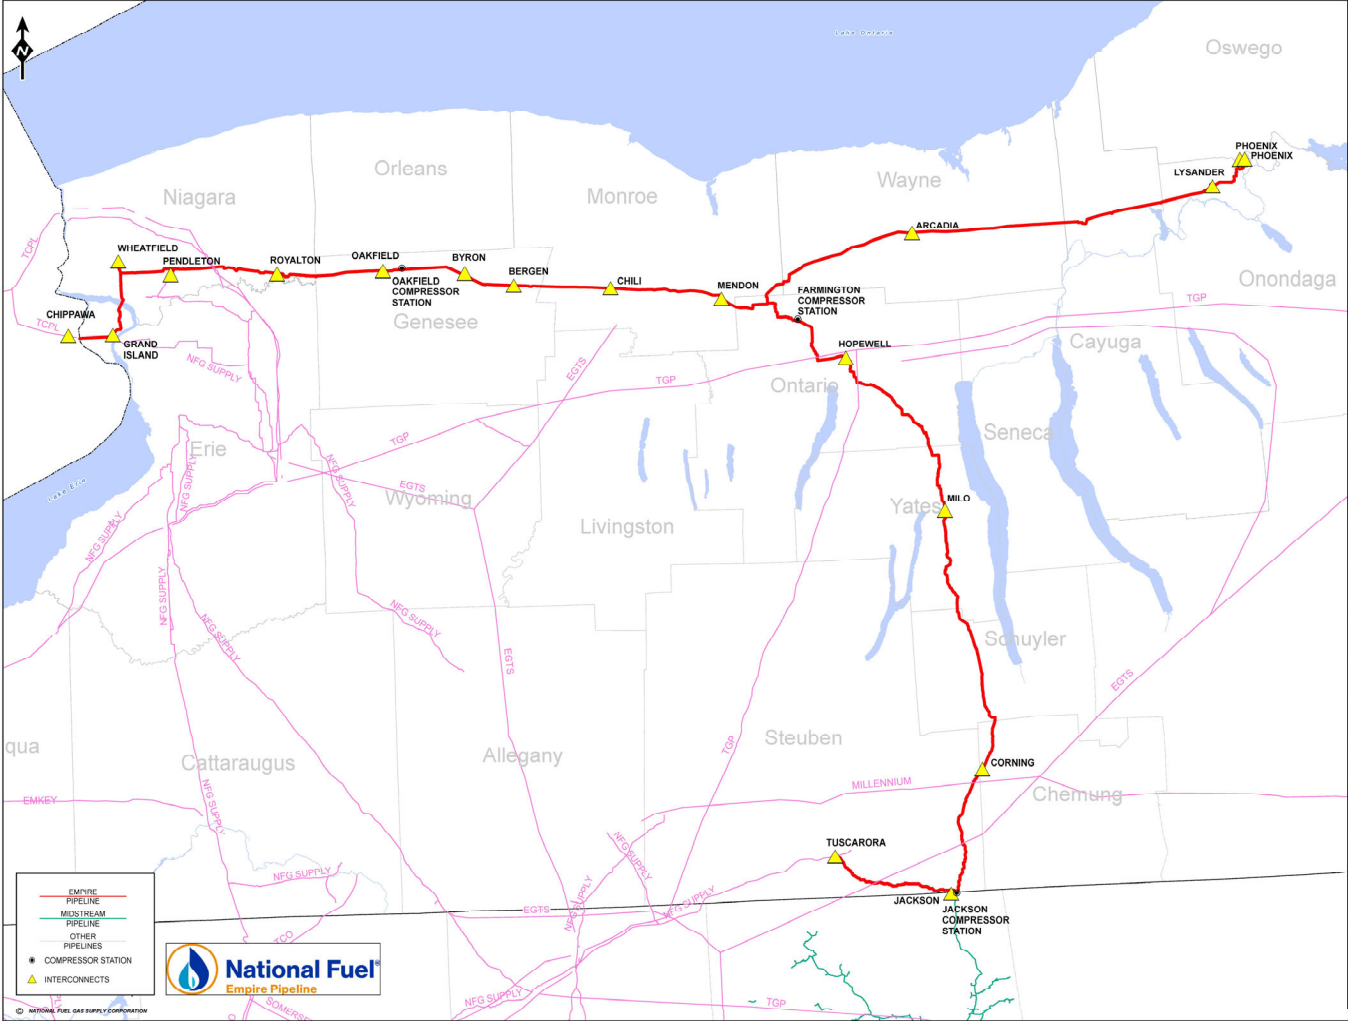 N
Lake Ontario
Oswego
PHOENIX
PHOENIX
LYSANDER
Orleans
Niagara
Monroe
Wayne
TCPL
ARCADIA
WHEATFIELD
PENDLETON
ROYALTON
OAKFIELD
BYRON
BERGEN
CHILI
MENDON
OAKFIELD
COMPRESSOR
STATION
FARMINGTON
COMPRESSOR
STATION
Onondaga
TGP
CHIPPAWA
TCPL
GRAND
ISLAND
Genesee
HOPEWELL
Cayuga
NFG SUPPLY
EGTS
TGP
Ontario
TGP
Seneca
Erie
NFG SUPPLY
NFG SUPPLY
EGTS
Wyoming
Lake Erie
Yates
MILO
NFG SUPPLY
Livingston
NFG SUPPLY
NFG SUPPLY
NFG SUPPLY
Schuyler
EGTS
EGTS
qua
Cattaraugus
Allegany
Steuben
TGP
CORNING
MILLENNIUM
Chemung
EMKEY
NFG SUPPLY
TUSCARORA
NFG SUPPLY
NFG SUPPLY
NFG SUPPLY
NFG SUPPLY
EGTS
JACKSON
JACKSON
COMPRESSOR
STATION
EMPIRE
PIPELINE
MIDSTREAM
PIPELINE
OTHER
PIPELINES
COMPRESSOR STATION
INTERCONNECTS
TCO
National Fuel®
Empire Pipeline
NFG SUPPLY
TGP
SOMERS
© NATIONAL FUEL GAS SUPPLY CORPORATION